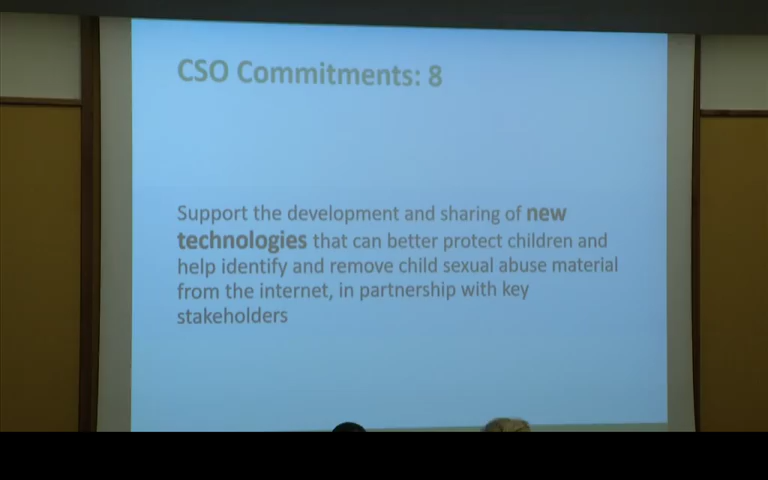 CSO Commitments: 8
Support the development and sharing of new
technologies that can better protect children and
help identify and remove child sexual abuse material
from the internet, in partnership with key
stakeholders